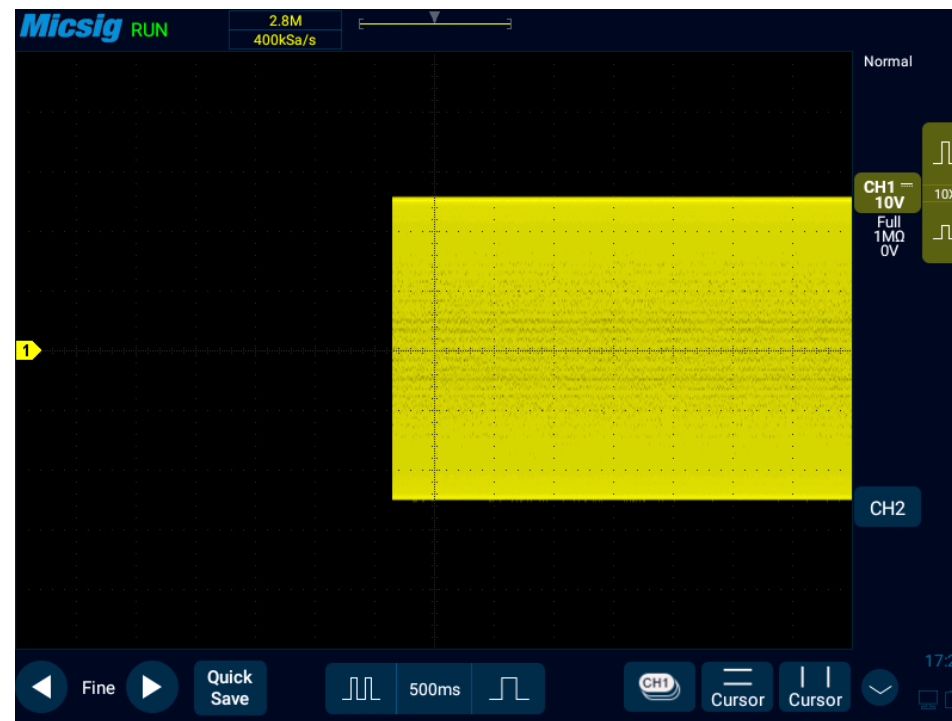 Micsig RUN
2.8M
400kSa/s
Normal
CH1
10V
10X
Full
1MΩ
0V
1
CH2
Fine
Quick
Save
500ms
CH1
Cursor
Cursor